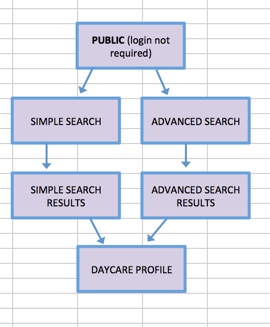 PUBLIC (login not
required)
SIMPLE SEARCH
ADVANCED SEARCH
SIMPLE SEARCH
RESULTS
ADVANCED SEARCH
RESULTS
DAYCARE PROFILE